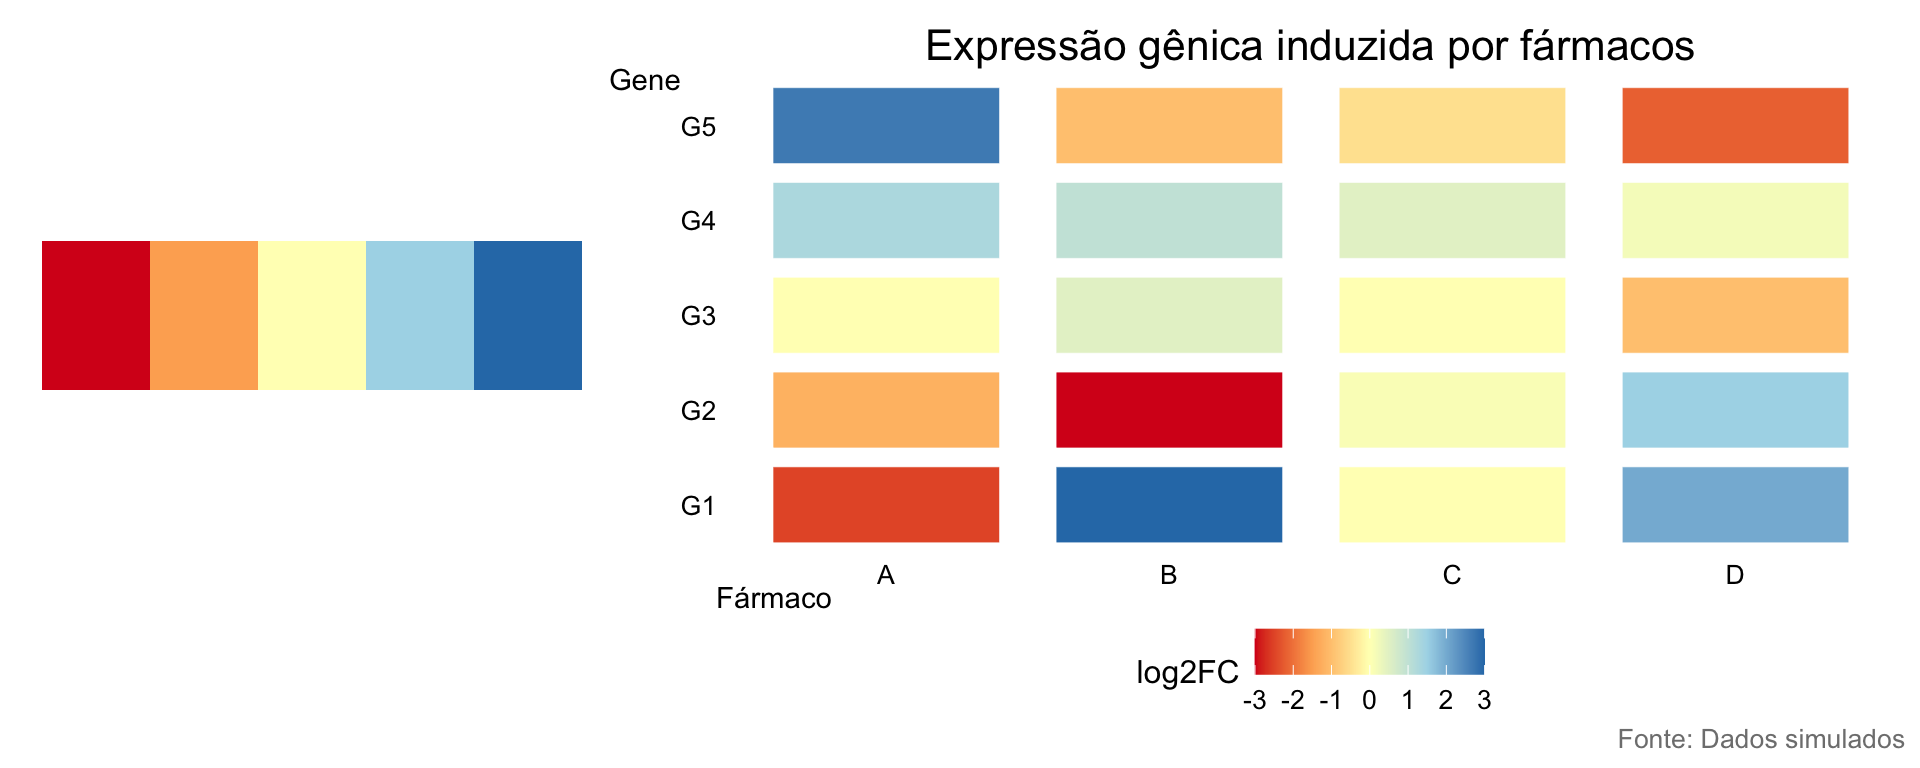 Expressão gênica induzida por fármacos
Gene
G5
G4
G3
G2
G1
A B C D
Fármaco
log2FC
-3 -2 -1 0 1 2 3
Fonte: Dados simulados